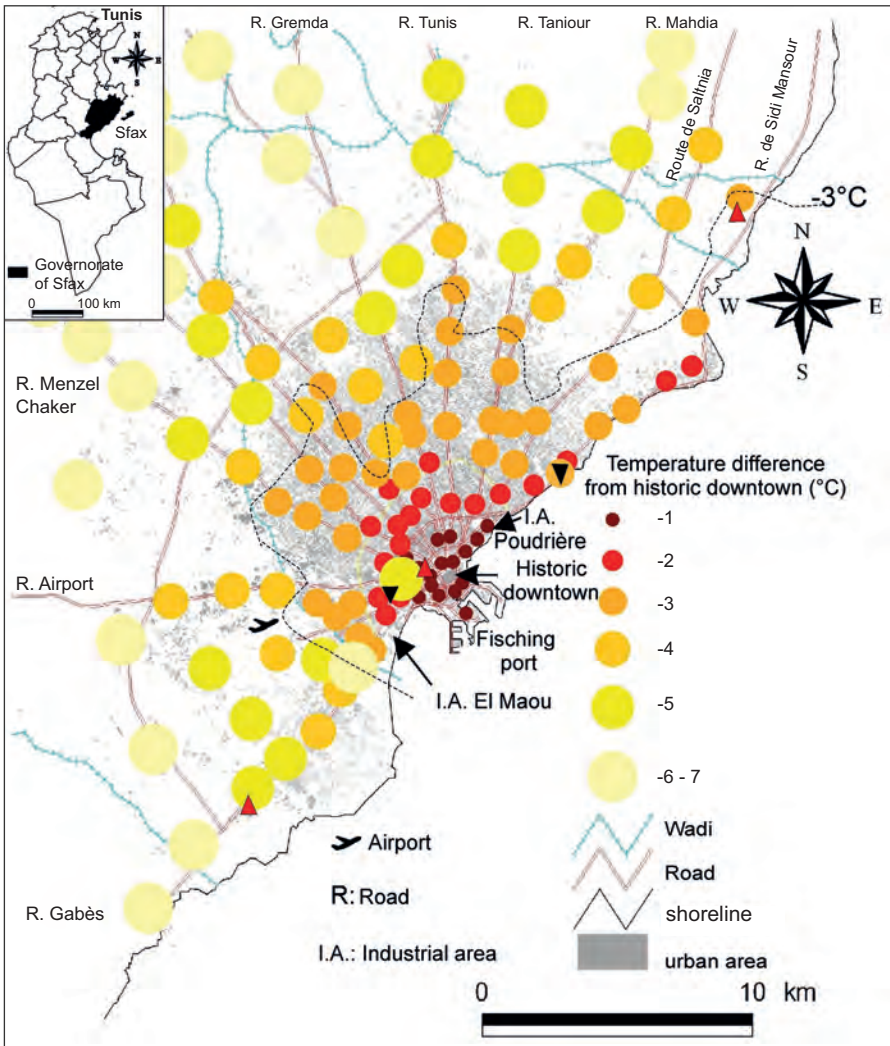 R. Gremda
R. Tunis
R. Taniour
R. Mahdia
Tunis
N
W E
S
Sfax
Governorate
of Sfax
0 100 km
Route de Saltnia
R. de Sidi Mansour
-3°C
N
W E
S
R. Menzel
Chaker
Temperature difference
from historic downtown (°C)
-1
-2
-3
-4
-5
-6 - 7
I.A.
Poudrière
Historic
downtown
R. Airport
Fisching
port
I.A. El Maou
Airport
R: Road
I.A.: Industrial area
R. Gabès
Wadi
Road
shoreline
urban area
0 10 km